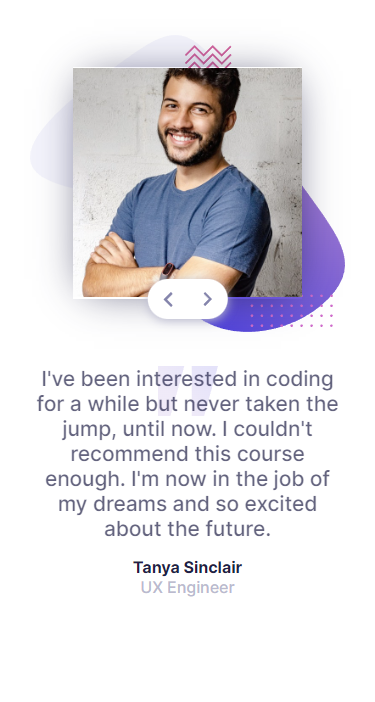 I've been interested in coding
for a while but never taken the
jump, until now. I couldn't
recommend this course
enough. I'm now in the job of
my dreams and so excited
about the future.
Tanya Sinclair
UX Engineer